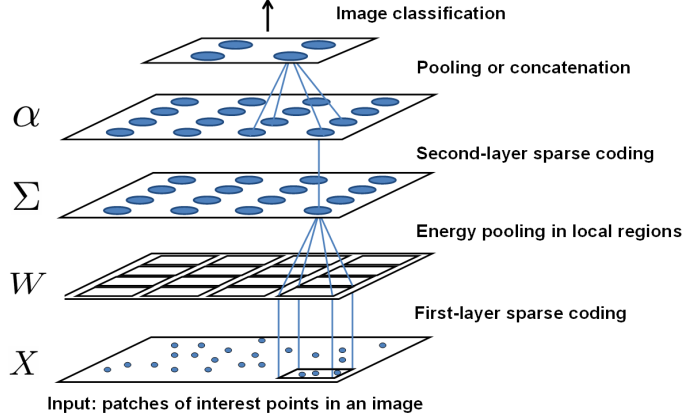 Image classification
Pooling or concatenation
α
Second-layer sparse coding
Σ
Energy pooling in local regions
W
First-layer sparse coding
X
Input: patches of interest points in an image